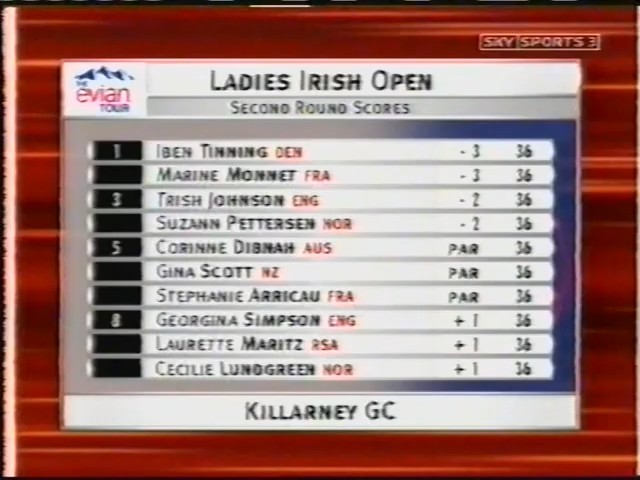 SKY SPORTS 3
THE evian TOUR
LADIES IRISH OPEN
SECOND ROUND SCORES
1 IBEN TINNING DEN - 3 36
MARINE MONNET FRA - 3 36
3 TRISH JOHNSON ENG - 2 36
SUZANN PETTERSEN NOR - 2 36
5 CORINNE DIBNAH AUS PAR 36
GINA SCOTT NZ PAR 36
STEPHANIE ARRICAU FRA PAR 36
8 GEORGINA SIMPSON ENG + 1 36
LAURETTE MARITZ RSA + 1 36
CECILIE LUNDGREEN NOR + 1 36
KILLARNEY GC